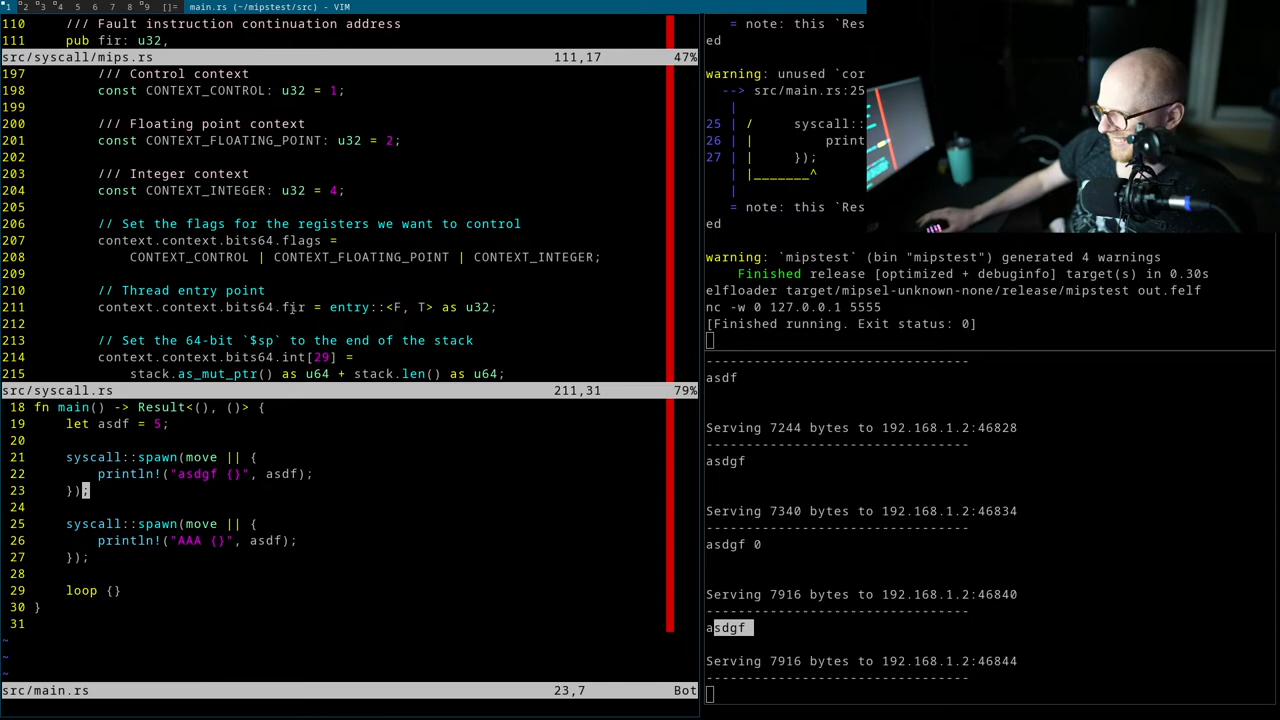 1 2 3 4 5 6 7 8 9 []= main.rs (~/mipstest/src) - VIM
110 /// Fault instruction continuation address
111 pub fir: u32,
src/syscall/mips.rs 111,17 47%
197 /// Control context
198 const CONTEXT_CONTROL: u32 = 1;
199
200 /// Floating point context
201 const CONTEXT_FLOATING_POINT: u32 = 2;
202
203 /// Integer context
204 const CONTEXT_INTEGER: u32 = 4;
205
206 // Set the flags for the registers we want to control
207 context.context.bits64.flags =
208 CONTEXT_CONTROL | CONTEXT_FLOATING_POINT | CONTEXT_INTEGER;
209
210 // Thread entry point
211 context.context.bits64.fir = entry::<F, T> as u32;
212
213 // Set the 64-bit `$sp` to the end of the stack
214 context.context.bits64.int[29] =
215 stack.as_mut_ptr() as u64 + stack.len() as u64;
src/syscall.rs 211,31 79%
18 fn main() -> Result<(), ()> {
19 let asdf = 5;
20
21 syscall::spawn(move || {
22 println!("asdgf {}", asdf);
23 });
24
25 syscall::spawn(move || {
26 println!("AAA {}", asdf);
27 });
28
29 loop {}
30 }
31
~
~
~
src/main.rs 23,7 Bot
= note: this `Res
ed
warning: unused `cor
--> src/main.rs:25
|
25 | / syscall::
26 | | print
27 | | });
| |_______^
|
= note: this `Res
ed
warning: `mipstest` (bin "mipstest") generated 4 warnings
Finished release [optimized + debuginfo] target(s) in 0.30s
elfloader target/mipsel-unknown-none/release/mipstest out.felf
nc -w 0 127.0.0.1 5555
[Finished running. Exit status: 0]
---------------------------------
asdf
Serving 7244 bytes to 192.168.1.2:46828
---------------------------------
asdgf
Serving 7340 bytes to 192.168.1.2:46834
---------------------------------
asdgf 0
Serving 7916 bytes to 192.168.1.2:46840
---------------------------------
asdgf
Serving 7916 bytes to 192.168.1.2:46844
---------------------------------